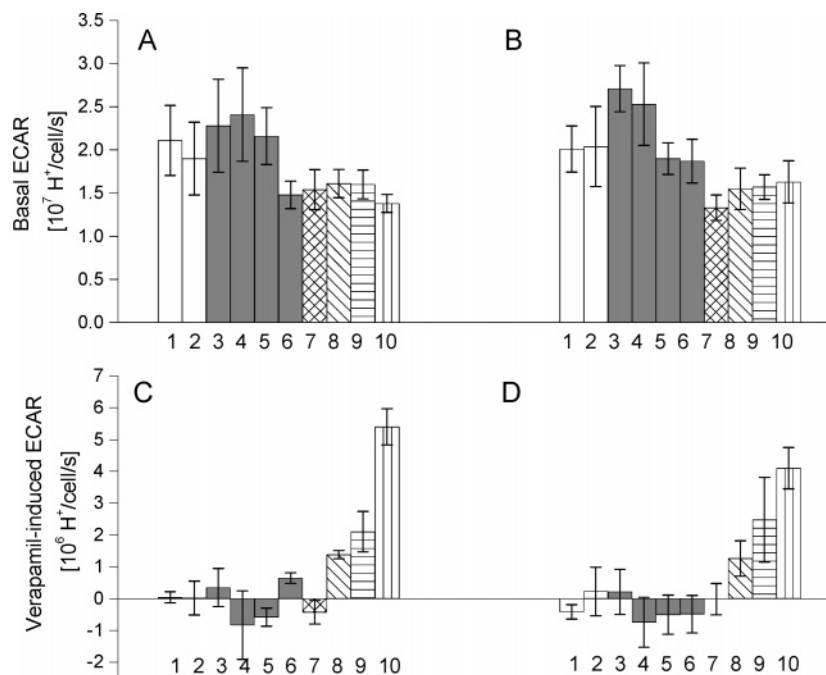 A
B
Basal ECAR
[10⁷ H⁺/cell/s]
3.5
3.0
2.5
2.0
1.5
1.0
0.5
0.0
1 2 3 4 5 6 7 8 9 10
1 2 3 4 5 6 7 8 9 10
C
D
Verapamil-induced ECAR
[10⁶ H⁺/cell/s]
7
6
5
4
3
2
1
0
-1
-2
1 2 3 4 5 6 7 8 9 10
1 2 3 4 5 6 7 8 9 10